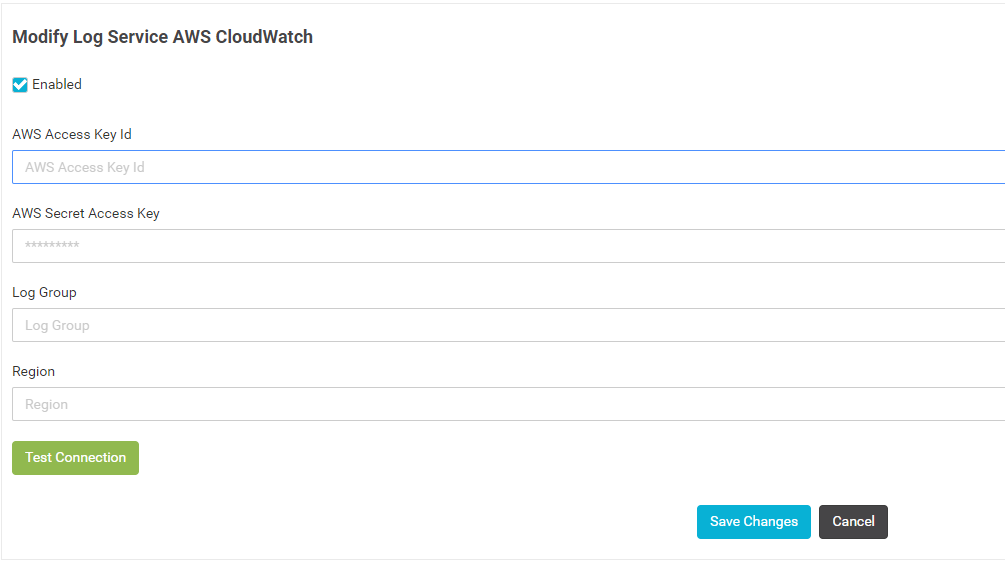 Modify Log Service AWS CloudWatch
Enabled
AWS Access Key Id
AWS Access Key Id
AWS Secret Access Key
*********
Log Group
Log Group
Region
Region
Test Connection
Save Changes Cancel